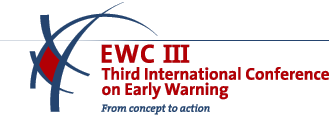 EWC III
Third International Conference
on Early Warning
From concept to action